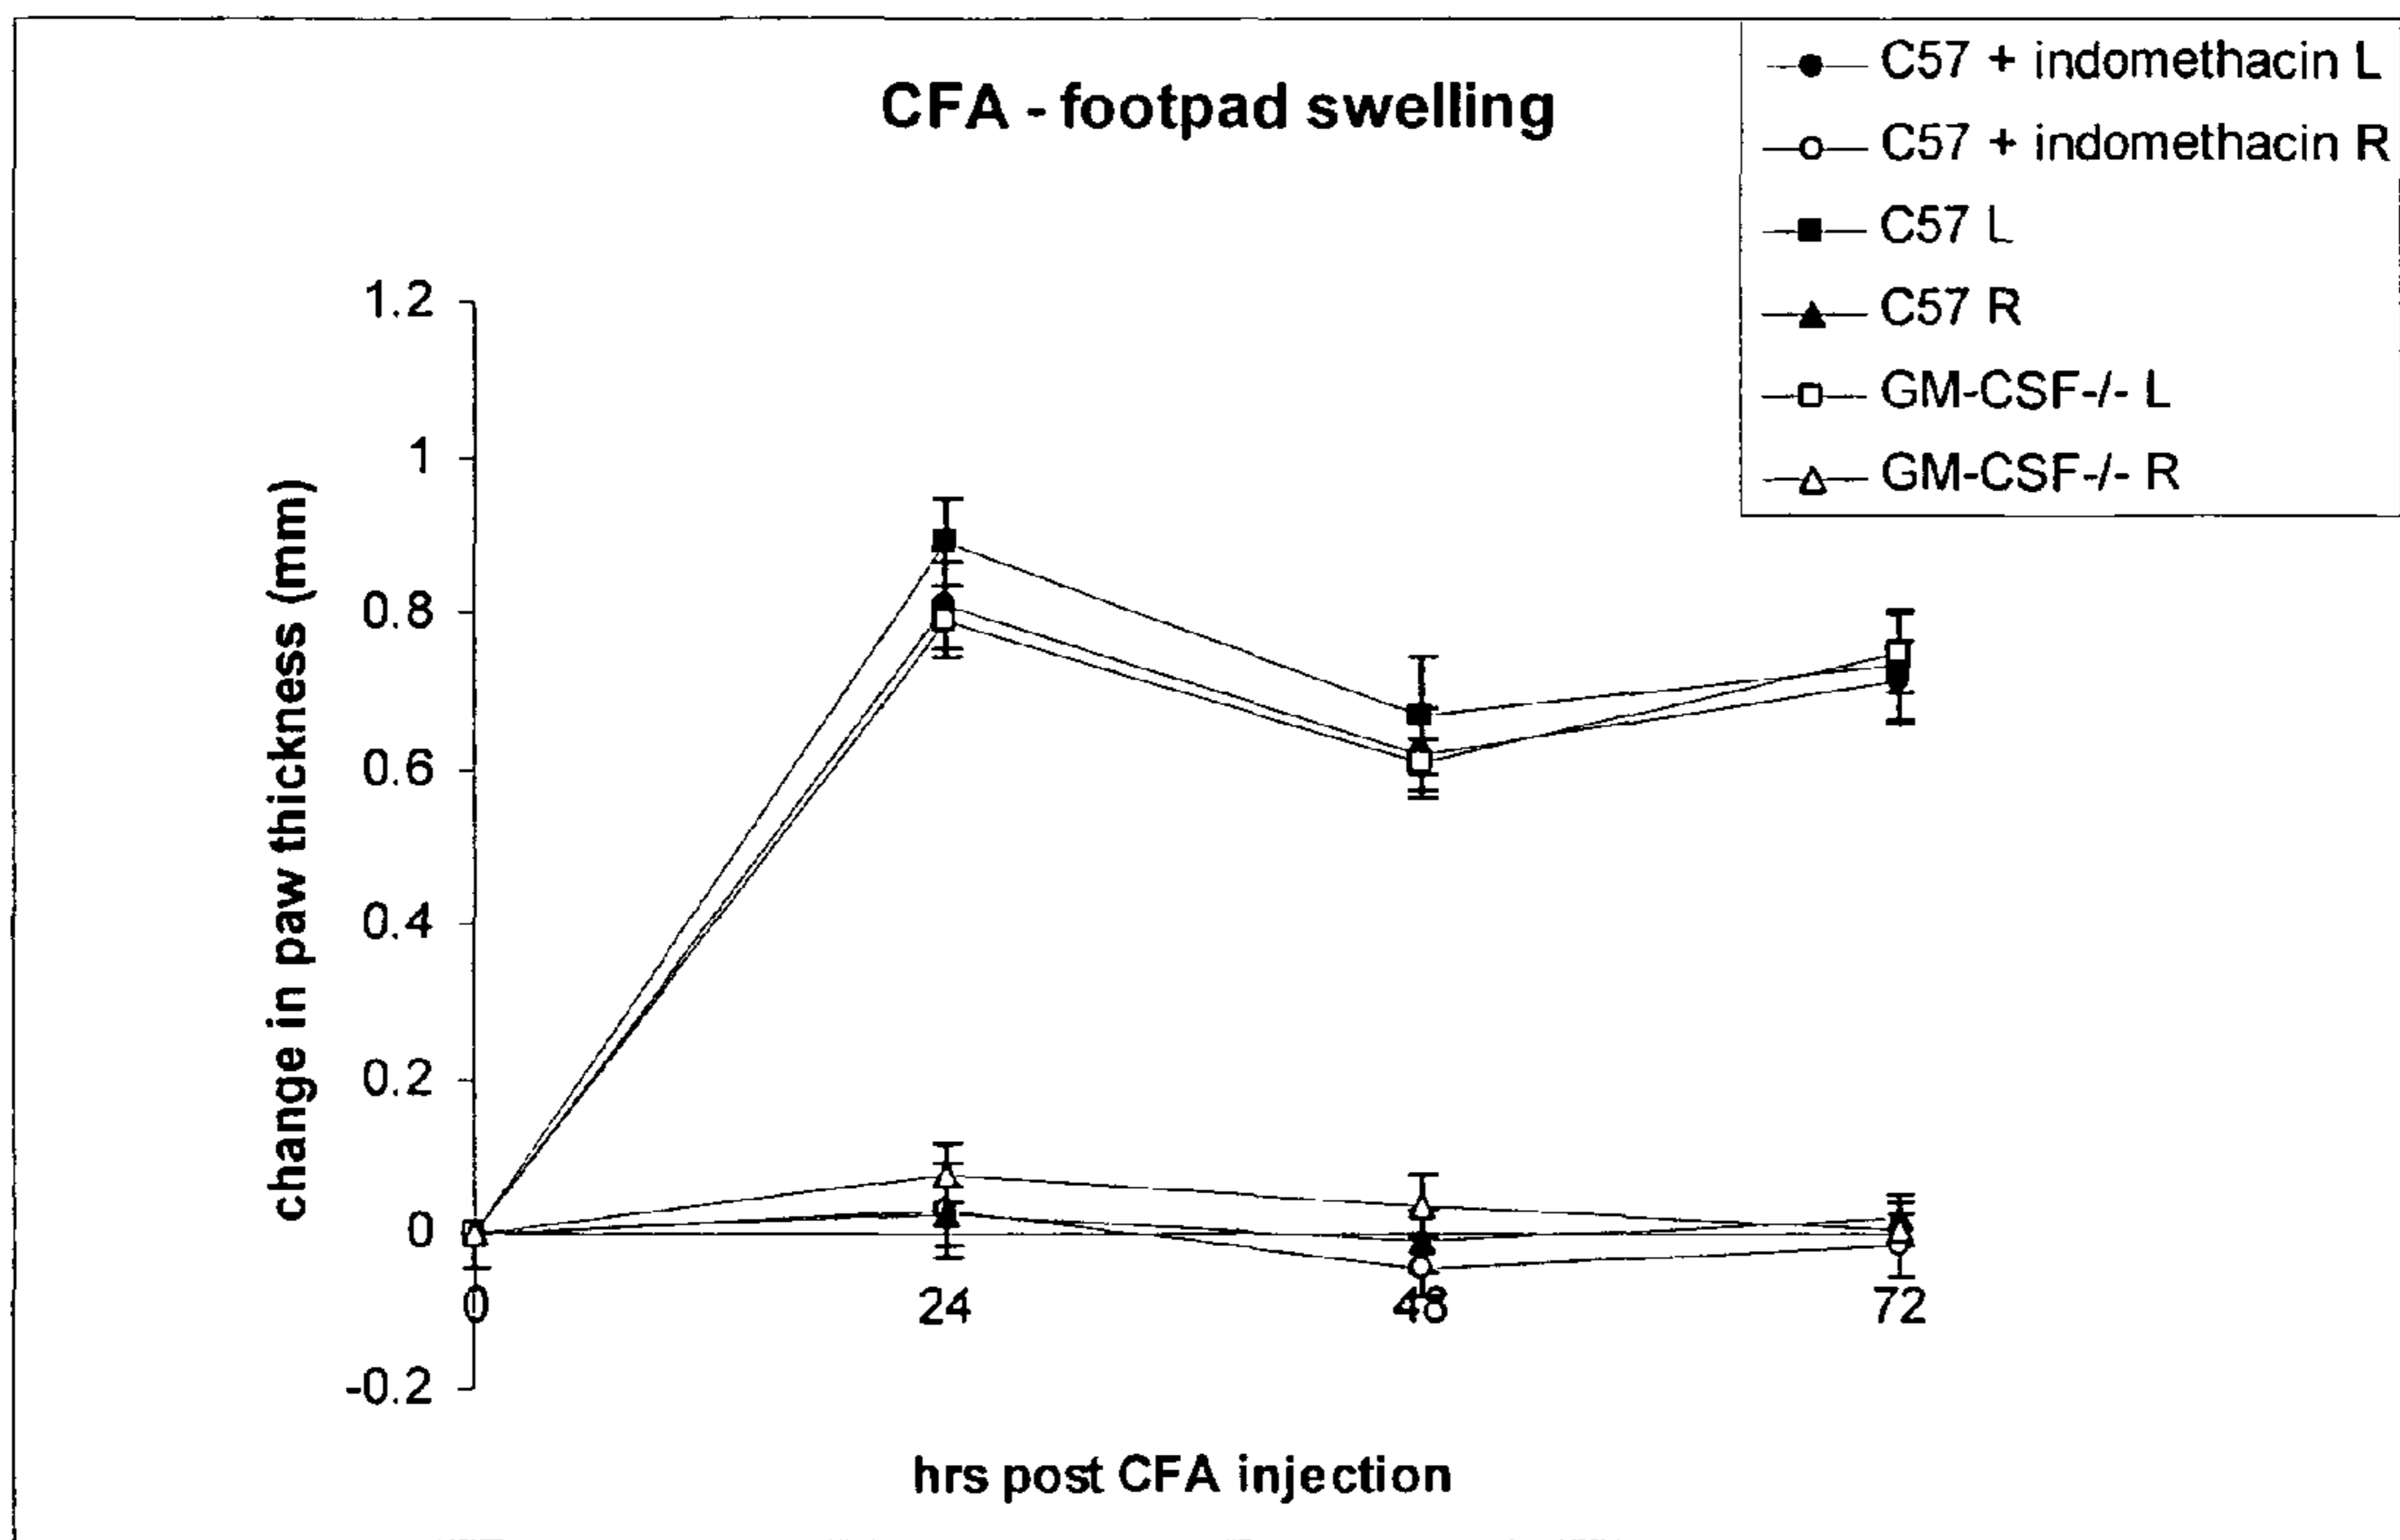 CFA - footpad swelling
C57 + indomethacin L
C57 + indomethacin R
C57 L
C57 R
GM-CSF-/- L
GM-CSF-/- R
change in paw thickness (mm)
1.2
1
0.8
0.6
0.4
0.2
0
-0.2
0 24 48 72
hrs post CFA injection